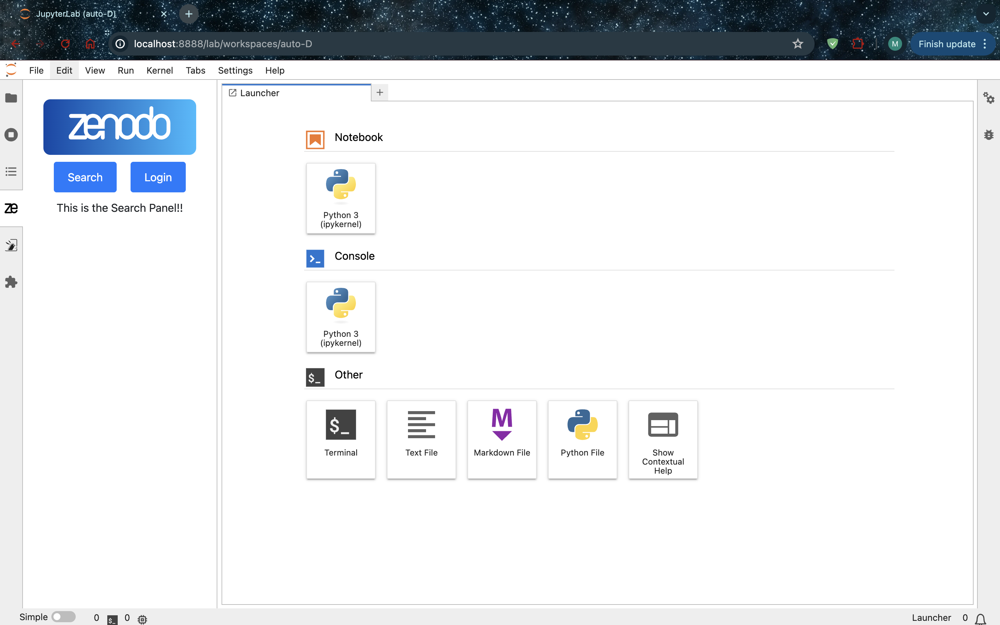 JupyterLab (auto-D)
localhost:8888/lab/workspaces/auto-D
M
Finish update
File Edit View Run Kernel Tabs Settings Help
zenodo
Search Login
This is the Search Panel!!
ze
Launcher
Notebook
Python 3
(ipykernel)
>_ Console
Python 3
(ipykernel)
$_ Other
$_
Terminal
Text File
M
Markdown File
Python File
Show
Contextual
Help
Simple 0 $_ 0
Launcher 0